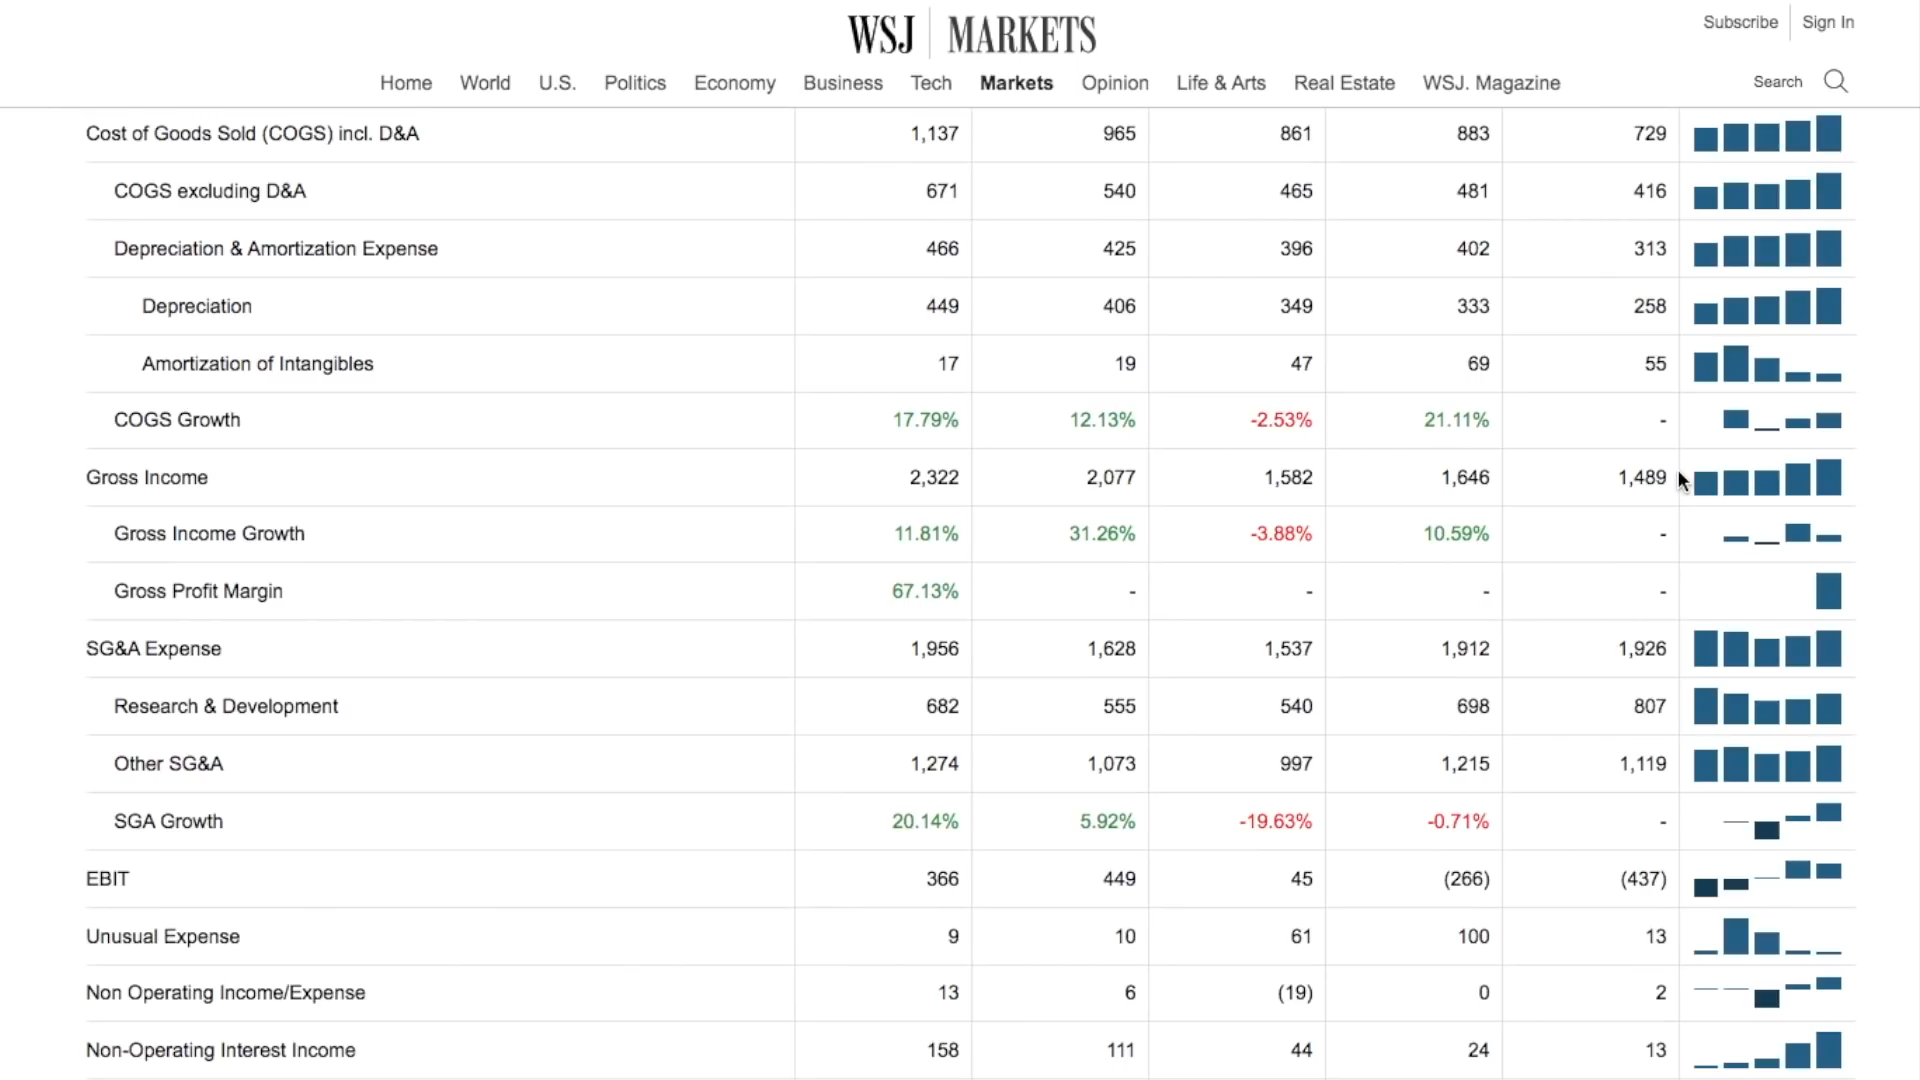 WSJ | MARKETS
Subscribe | Sign In
Home World U.S. Politics Economy Business Tech Markets Opinion Life & Arts Real Estate WSJ. Magazine Search
Cost of Goods Sold (COGS) incl. D&A 1,137 965 861 883 729
COGS excluding D&A 671 540 465 481 416
Depreciation & Amortization Expense 466 425 396 402 313
Depreciation 449 406 349 333 258
Amortization of Intangibles 17 19 47 69 55
COGS Growth 17.79% 12.13% -2.53% 21.11% -
Gross Income 2,322 2,077 1,582 1,646 1,489
Gross Income Growth 11.81% 31.26% -3.88% 10.59% -
Gross Profit Margin 67.13% - - - -
SG&A Expense 1,956 1,628 1,537 1,912 1,926
Research & Development 682 555 540 698 807
Other SG&A 1,274 1,073 997 1,215 1,119
SGA Growth 20.14% 5.92% -19.63% -0.71% -
EBIT 366 449 45 (266) (437)
Unusual Expense 9 10 61 100 13
Non Operating Income/Expense 13 6 (19) 0 2
Non-Operating Interest Income 158 111 44 24 13